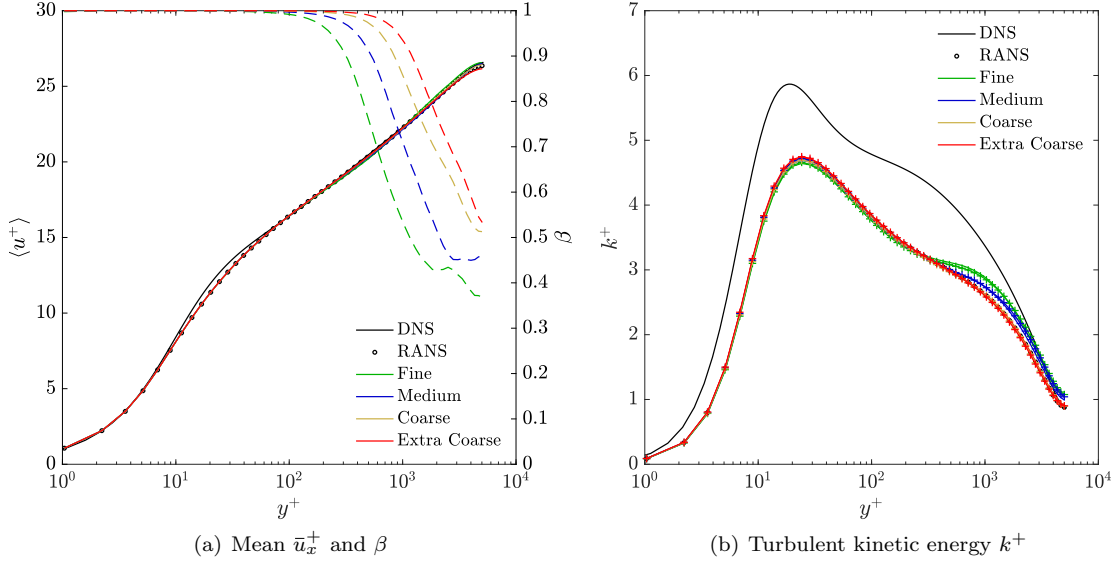 30
25
20
15
10
5
0
⟨u⁺⟩
1
0.9
0.8
0.7
0.6
0.5
0.4
0.3
0.2
0.1
0
β
DNS
RANS
Fine
Medium
Coarse
Extra Coarse
10⁰ 10¹ 10² 10³ 10⁴
y⁺
(a) Mean ū⁺ₓ and β
7
6
5
4
3
2
1
0
k⁺
DNS
RANS
Fine
Medium
Coarse
Extra Coarse
10⁰ 10¹ 10² 10³ 10⁴
y⁺
(b) Turbulent kinetic energy k⁺